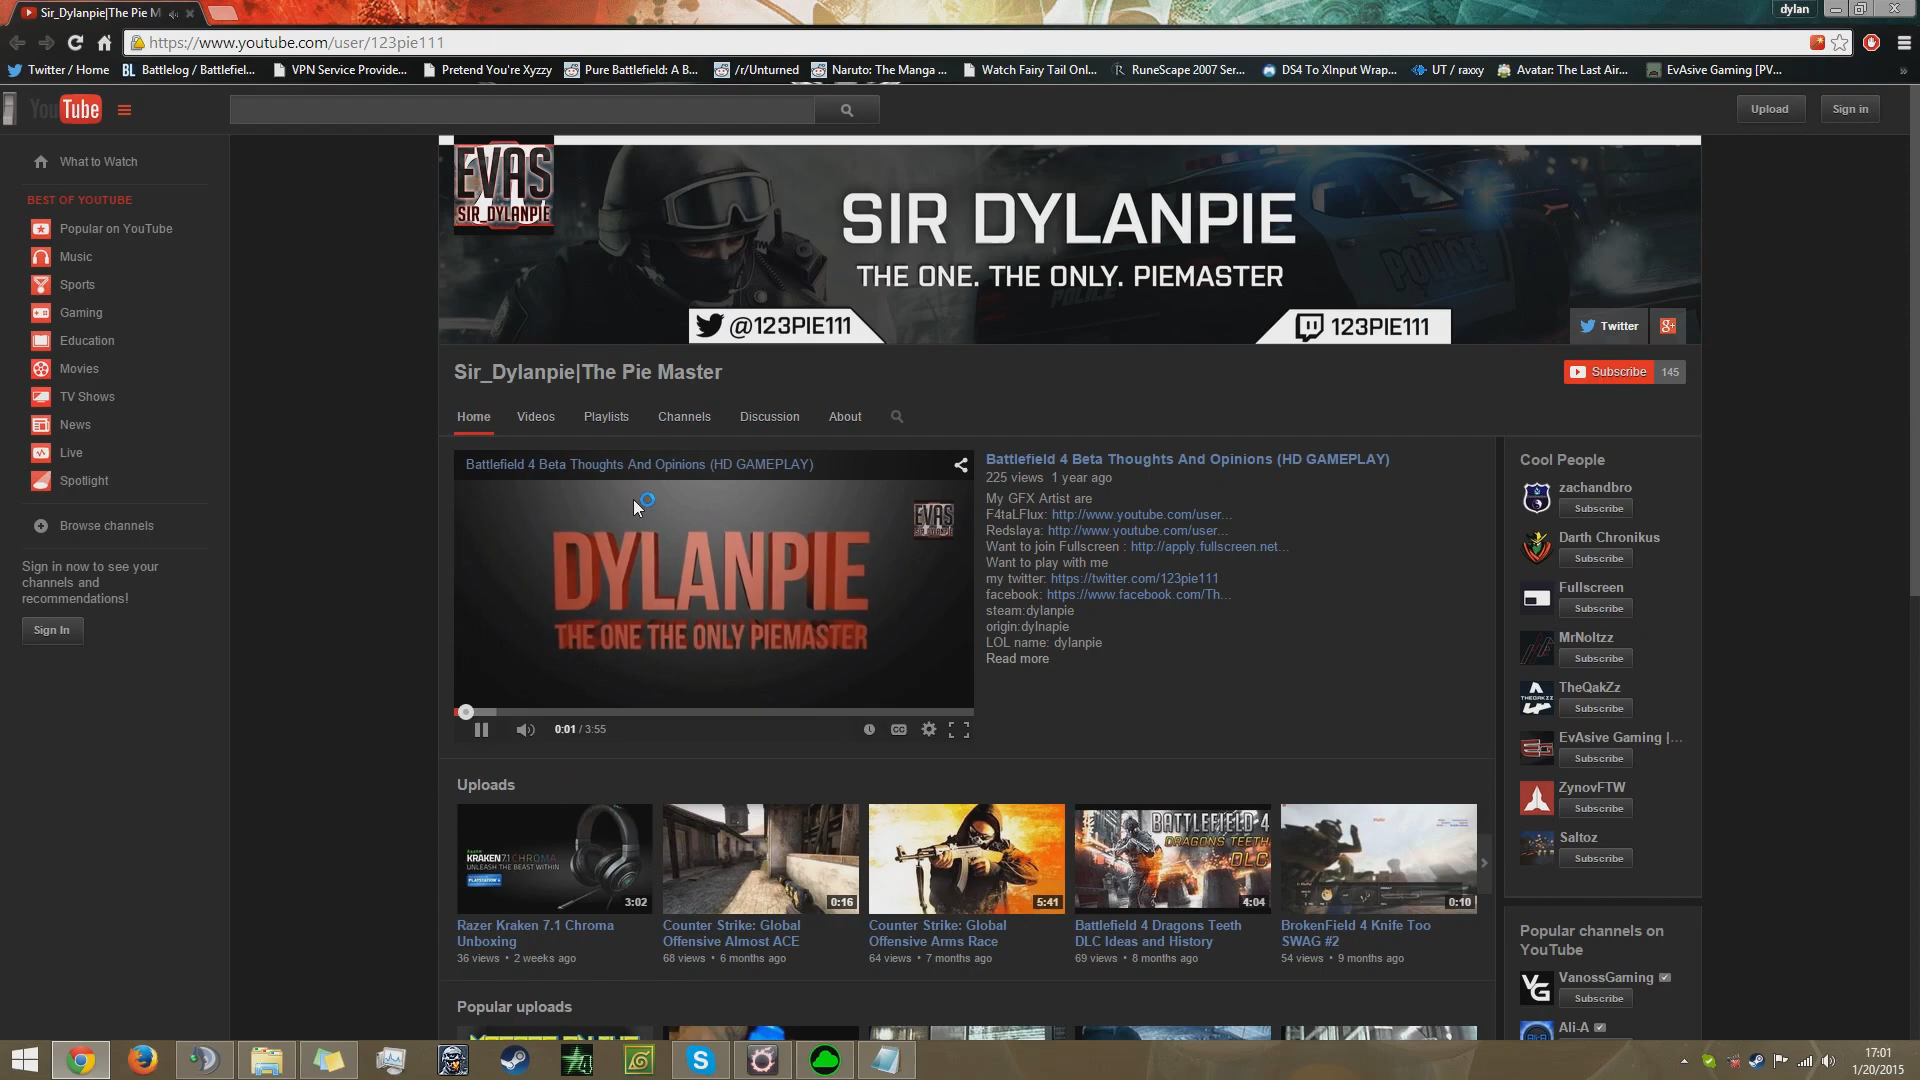 Sir_Dylanpie|The Pie M
dylan
https://www.youtube.com/user/123pie111
Twitter / Home
BL Battlelog / Battlefiel...
VPN Service Provide...
Pretend You're Xyzzy
Pure Battlefield: A B...
/r/Unturned
Naruto: The Manga ...
Watch Fairy Tail Onl...
RuneScape 2007 Ser...
DS4 To XInput Wrap...
UT / raxxy
Avatar: The Last Air...
EvAsive Gaming [PV...
YouTube
Upload
Sign in
What to Watch
BEST OF YOUTUBE
Popular on YouTube
Music
Sports
Gaming
Education
Movies
TV Shows
News
Live
Spotlight
Browse channels
Sign in now to see your
channels and
recommendations!
Sign In
EVAS
SIR_DYLANPIE
SIR DYLANPIE
THE ONE. THE ONLY. PIEMASTER
@123PIE111
123PIE111
POLICE
Twitter
Sir_Dylanpie|The Pie Master
Subscribe 145
Home
Videos
Playlists
Channels
Discussion
About
Battlefield 4 Beta Thoughts And Opinions (HD GAMEPLAY)
EVAS
DYLANPIE
THE ONE THE ONLY PIEMASTER
0:01 / 3:55
CC
Battlefield 4 Beta Thoughts And Opinions (HD GAMEPLAY)
225 views 1 year ago
My GFX Artist are
F4taLFlux: http://www.youtube.com/user...
Redslaya: http://www.youtube.com/user...
Want to join Fullscreen : http://apply.fullscreen.net...
Want to play with me
my twitter: https://twitter.com/123pie111
facebook: https://www.facebook.com/Th...
steam:dylanpie
origin:dylnapie
LOL name: dylanpie
Read more
Cool People
zachandbro
Subscribe
Darth Chronikus
Subscribe
Fullscreen
Subscribe
MrNoltzz
Subscribe
TheQakZz
Subscribe
EvAsive Gaming |...
Subscribe
ZynovFTW
Subscribe
Saltoz
Subscribe
Uploads
KRAKEN 7.1 CHROMA
UNLEASH THE BEAST WITHIN
3:02
Razer Kraken 7.1 Chroma
Unboxing
36 views • 2 weeks ago
0:16
Counter Strike: Global
Offensive Almost ACE
68 views • 6 months ago
5:41
Counter Strike: Global
Offensive Arms Race
64 views • 7 months ago
BATTLEFIELD 4
DRAGONS TEETH
DLC
4:04
Battlefield 4 Dragons Teeth
DLC Ideas and History
69 views • 8 months ago
0:10
BrokenField 4 Knife Too
SWAG #2
54 views • 9 months ago
Popular channels on
YouTube
VG
VanossGaming
Subscribe
Ali-A
Popular uploads
17:01
1/20/2015